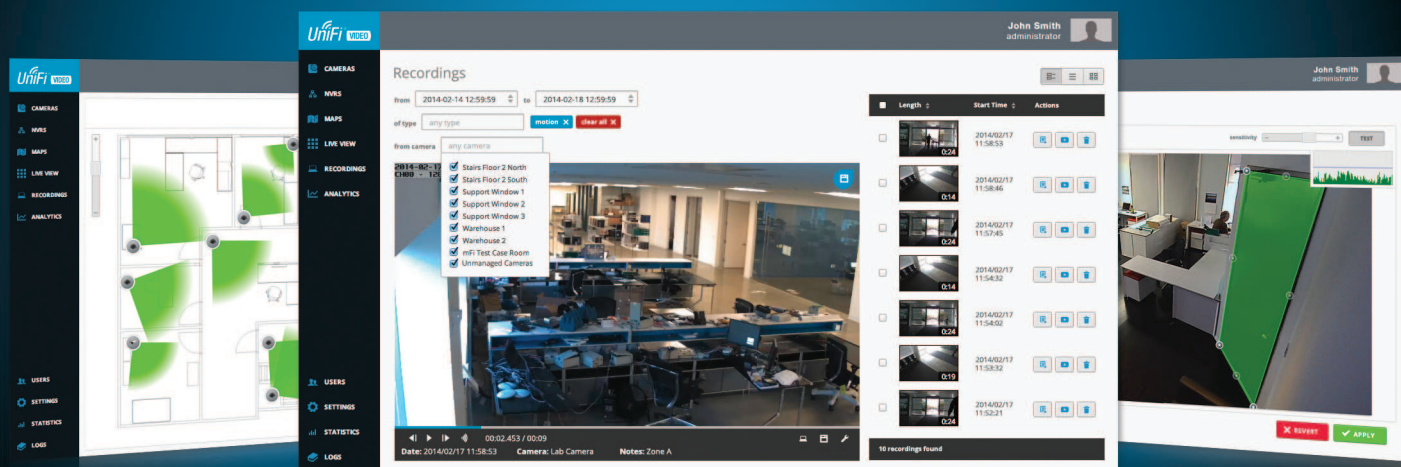 UniFi VIDEO
CAMERAS
NVRS
MAPS
LIVE VIEW
RECORDINGS
ANALYTICS
USERS
SETTINGS
STATISTICS
LOGS
UniFi VIDEO
John Smith
administrator
CAMERAS
NVRS
MAPS
LIVE VIEW
RECORDINGS
ANALYTICS
USERS
SETTINGS
STATISTICS
LOGS
Recordings
from 2014-02-14 12:59:59 to 2014-02-18 12:59:59
of type any type motion X clear all X
from camera any camera
Stairs Floor 2 North
Stairs Floor 2 South
Support Window 1
Support Window 2
Support Window 3
Warehouse 1
Warehouse 2
mFi Test Case Room
Unmanaged Cameras
2014-02-17
00:02.453 / 00:09
Date: 2014/02/17 11:58:53 Camera: Lab Camera Notes: Zone A
Length Start Time Actions
0:24 2014/02/17
11:58:53
0:14 2014/02/17
11:58:46
0:24 2014/02/17
11:57:45
0:14 2014/02/17
11:54:32
0:24 2014/02/17
11:54:02
0:19 2014/02/17
11:53:32
0:24 2014/02/17
11:52:21
10 recordings found
John Smith
administrator
sensitivity - + TEST
X REVERT
APPLY